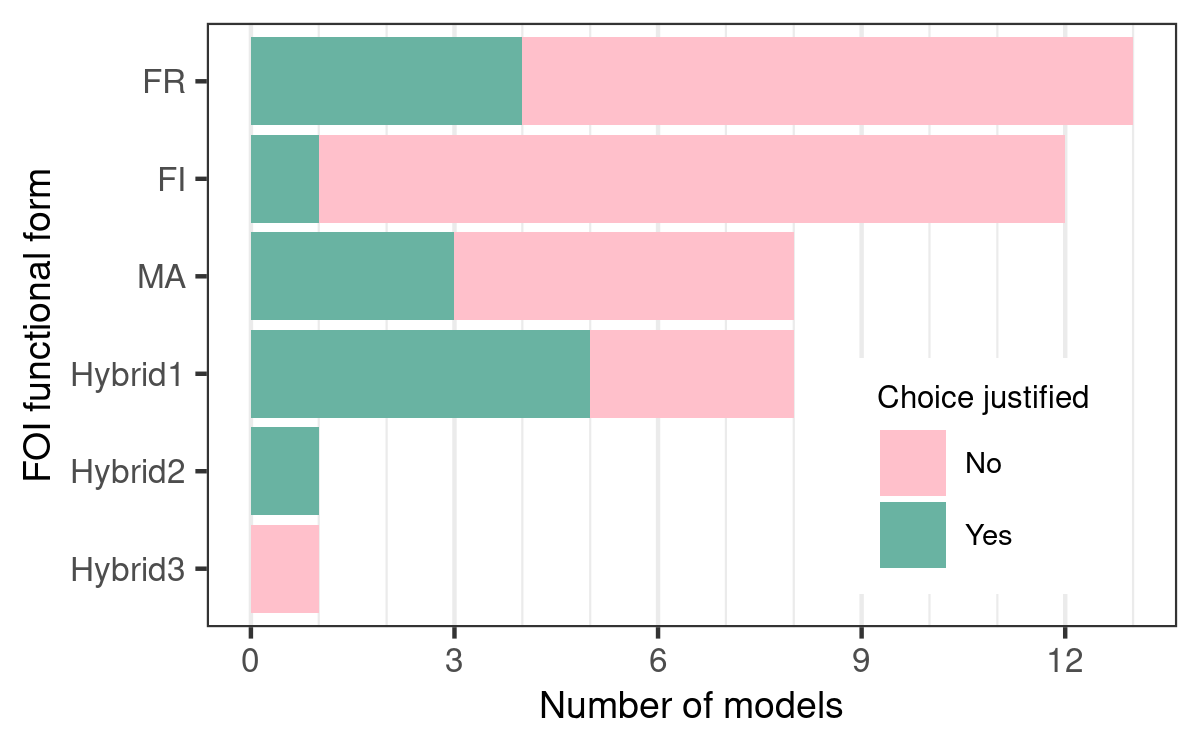 FOI functional form
FR
FI
MA
Hybrid1
Hybrid2
Hybrid3
Choice justified
No
Yes
0 3 6 9 12
Number of models